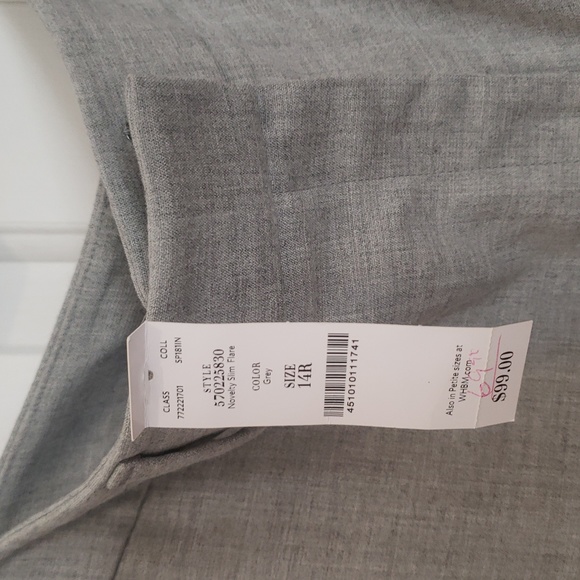 CLASS COLL
772221701 SP1811N
STYLE
570225830
Novelty Slim Flare
COLOR
Grey
SIZE
14R
451010111741
Also in Petite sizes at
WHBM.com
$99.00